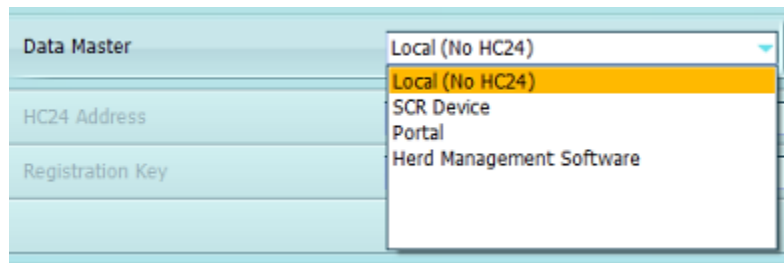 Data Master
Local (No HC24)
Local (No HC24)
SCR Device
Portal
Herd Management Software
HC24 Address
Registration Key